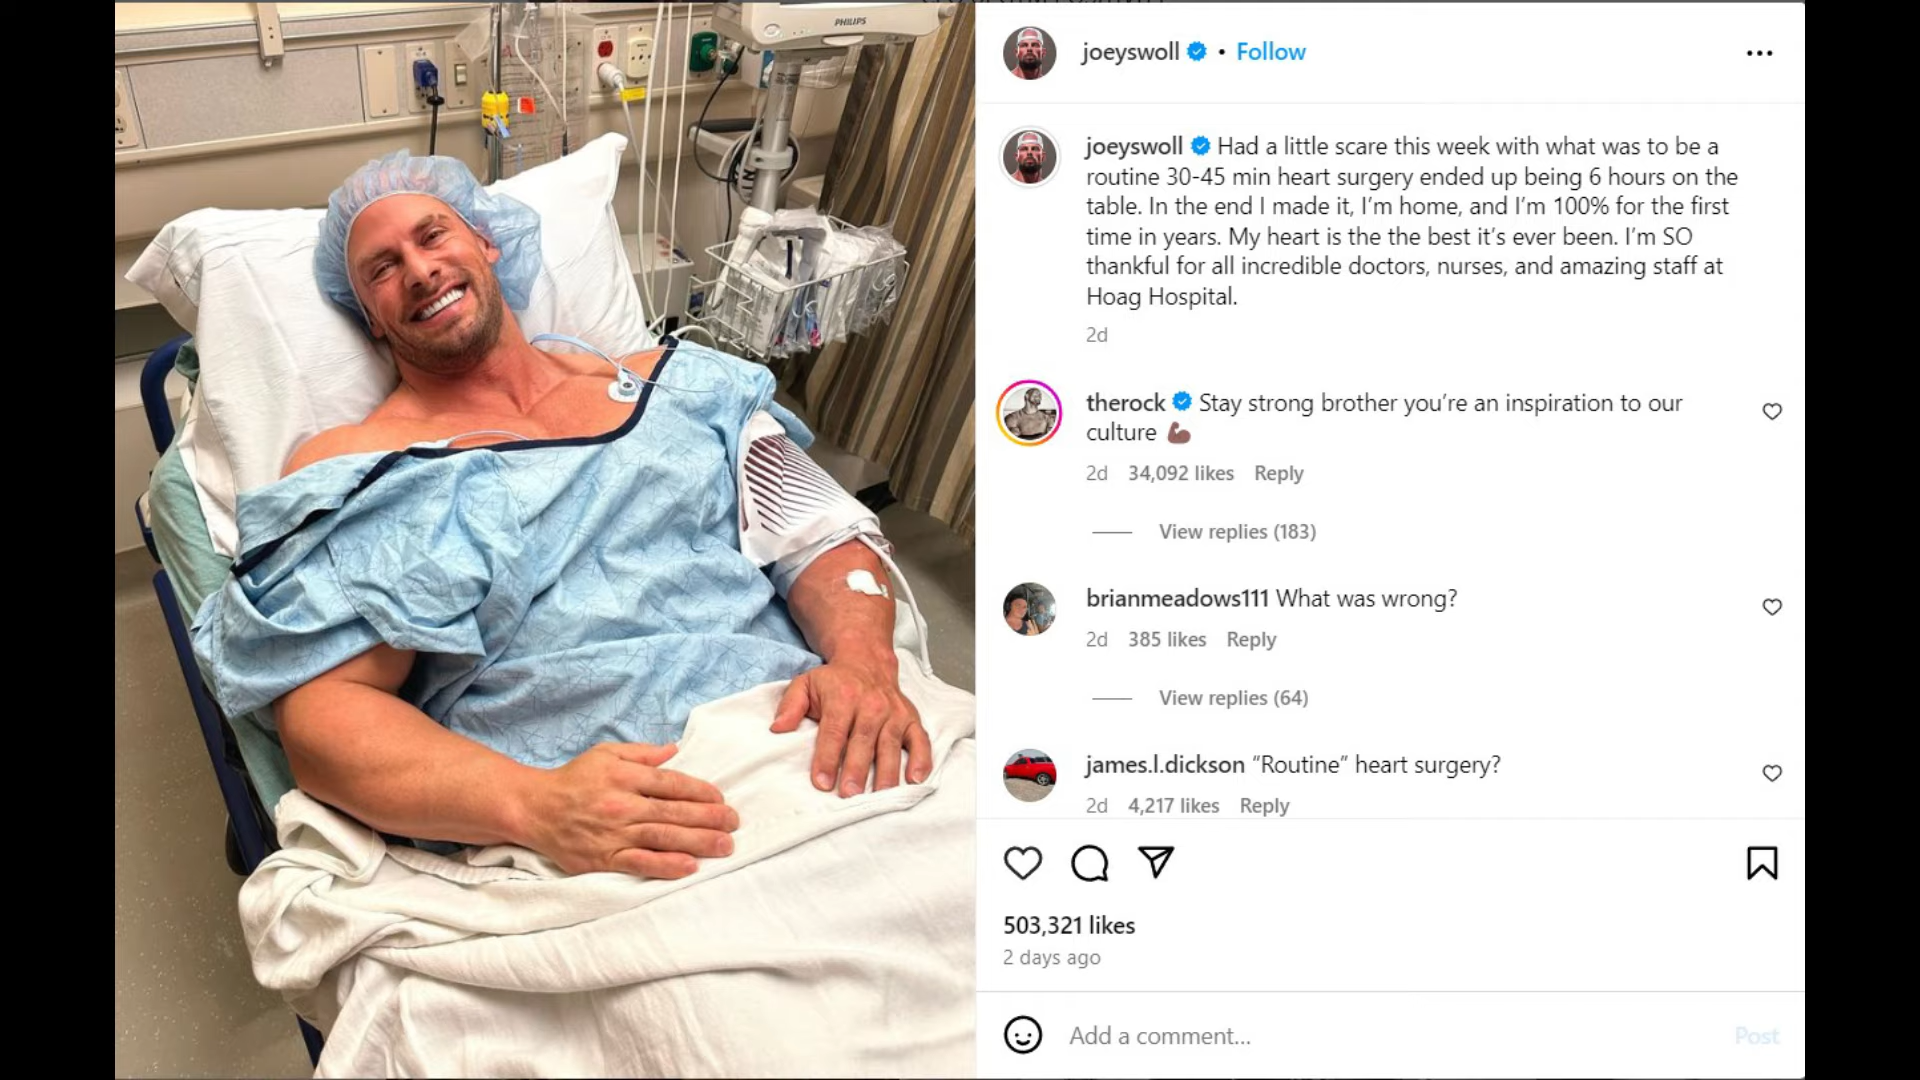 PHILIPS
joeyswoll • Follow
joeyswoll Had a little scare this week with what was to be a
routine 30-45 min heart surgery ended up being 6 hours on the
table. In the end I made it, I’m home, and I’m 100% for the first
time in years. My heart is the the best it’s ever been. I’m SO
thankful for all incredible doctors, nurses, and amazing staff at
Hoag Hospital.
2d
therock Stay strong brother you’re an inspiration to our
culture 💪🏿
2d 34,092 likes Reply
View replies (183)
brianmeadows111 What was wrong?
2d 385 likes Reply
View replies (64)
james.l.dickson “Routine” heart surgery?
2d 4,217 likes Reply
503,321 likes
2 days ago
Add a comment...
Post